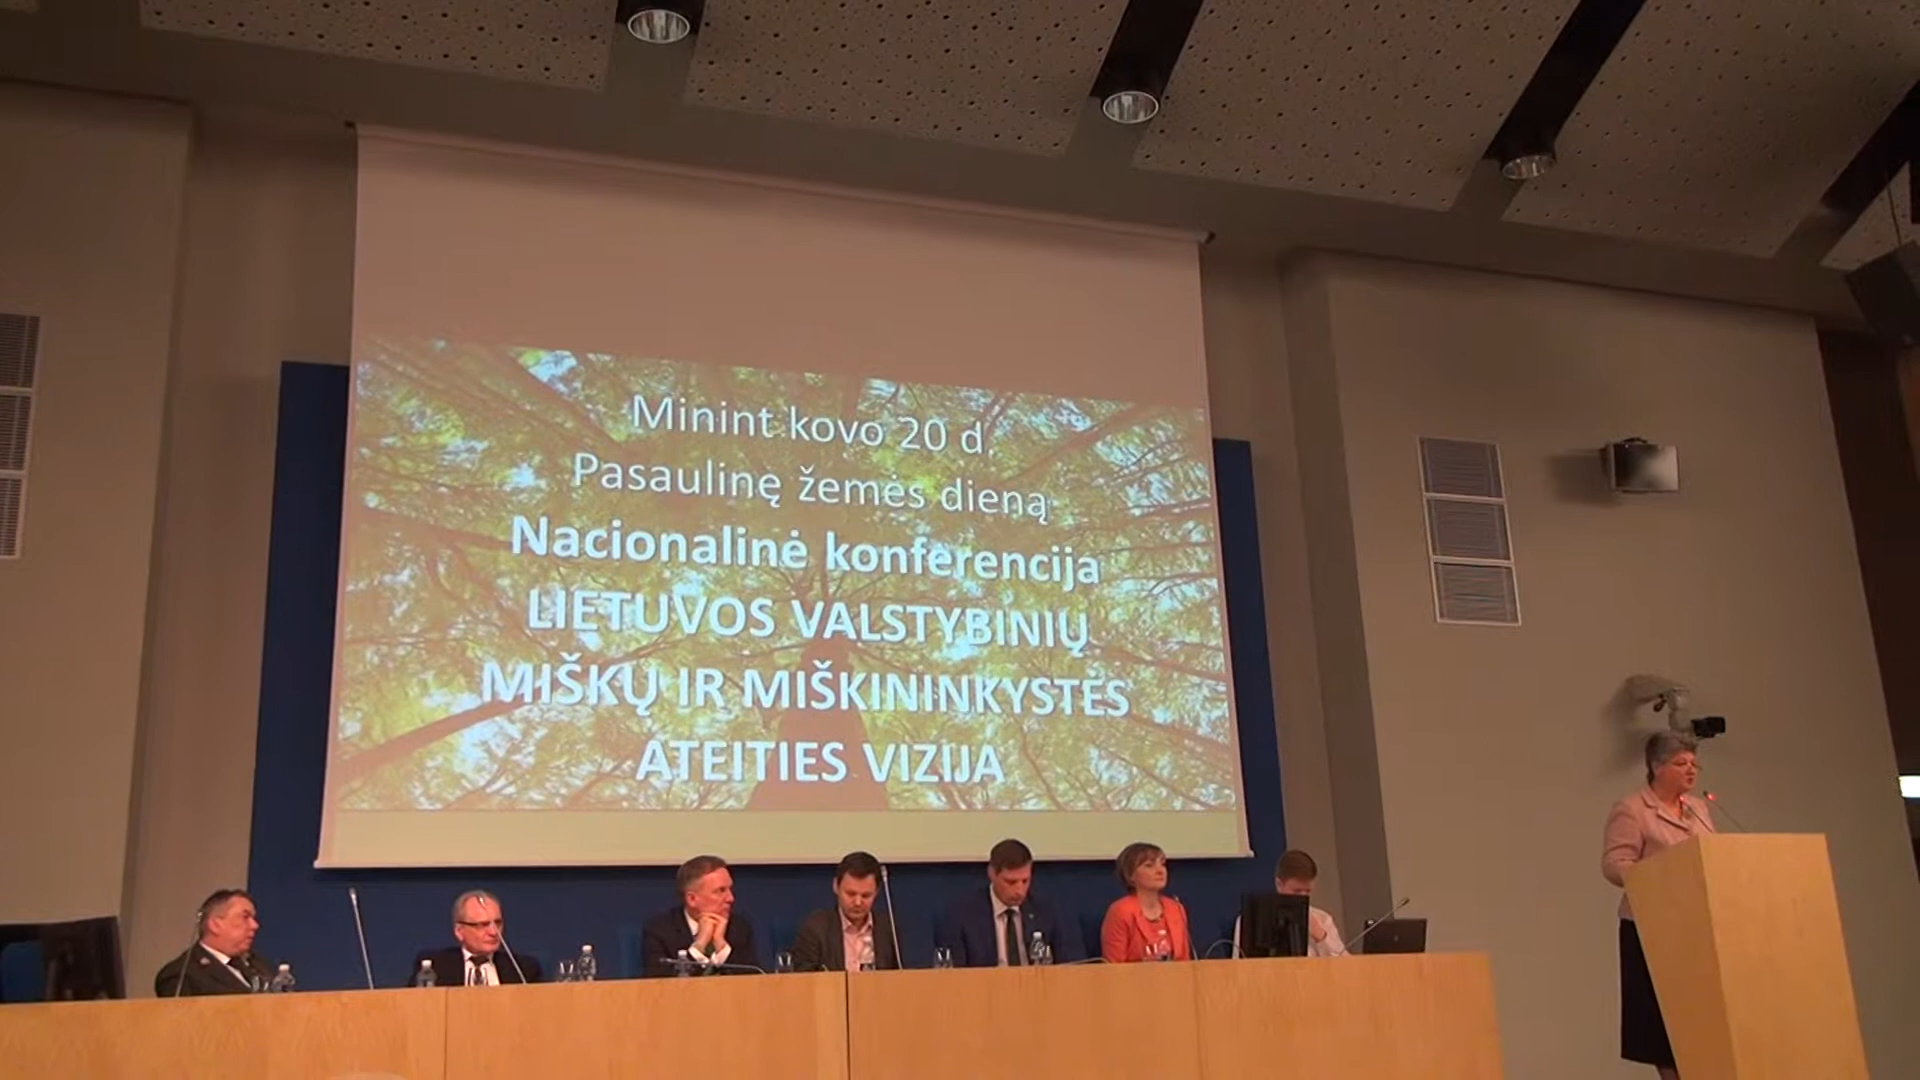 Minint kovo 20 d.
Pasaulinę žemės dieną
Nacionalinė konferencija
LIETUVOS VALSTYBINIŲ
MIŠKŲ IR MIŠKININKYSTĖS
ATEITIES VIZIJA